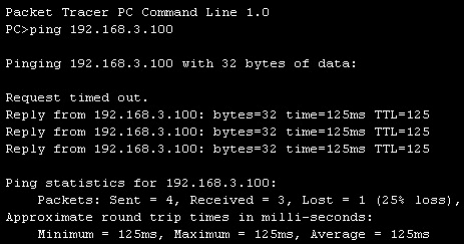 Packet Tracer PC Command Line 1.0
PC>ping 192.168.3.100
Pinging 192.168.3.100 with 32 bytes of data:
Request timed out.
Reply from 192.168.3.100: bytes=32 time=125ms TTL=125
Reply from 192.168.3.100: bytes=32 time=125ms TTL=125
Reply from 192.168.3.100: bytes=32 time=125ms TTL=125
Ping statistics for 192.168.3.100:
    Packets: Sent = 4, Received = 3, Lost = 1 (25% loss),
Approximate round trip times in milli-seconds:
    Minimum = 125ms, Maximum = 125ms, Average = 125ms